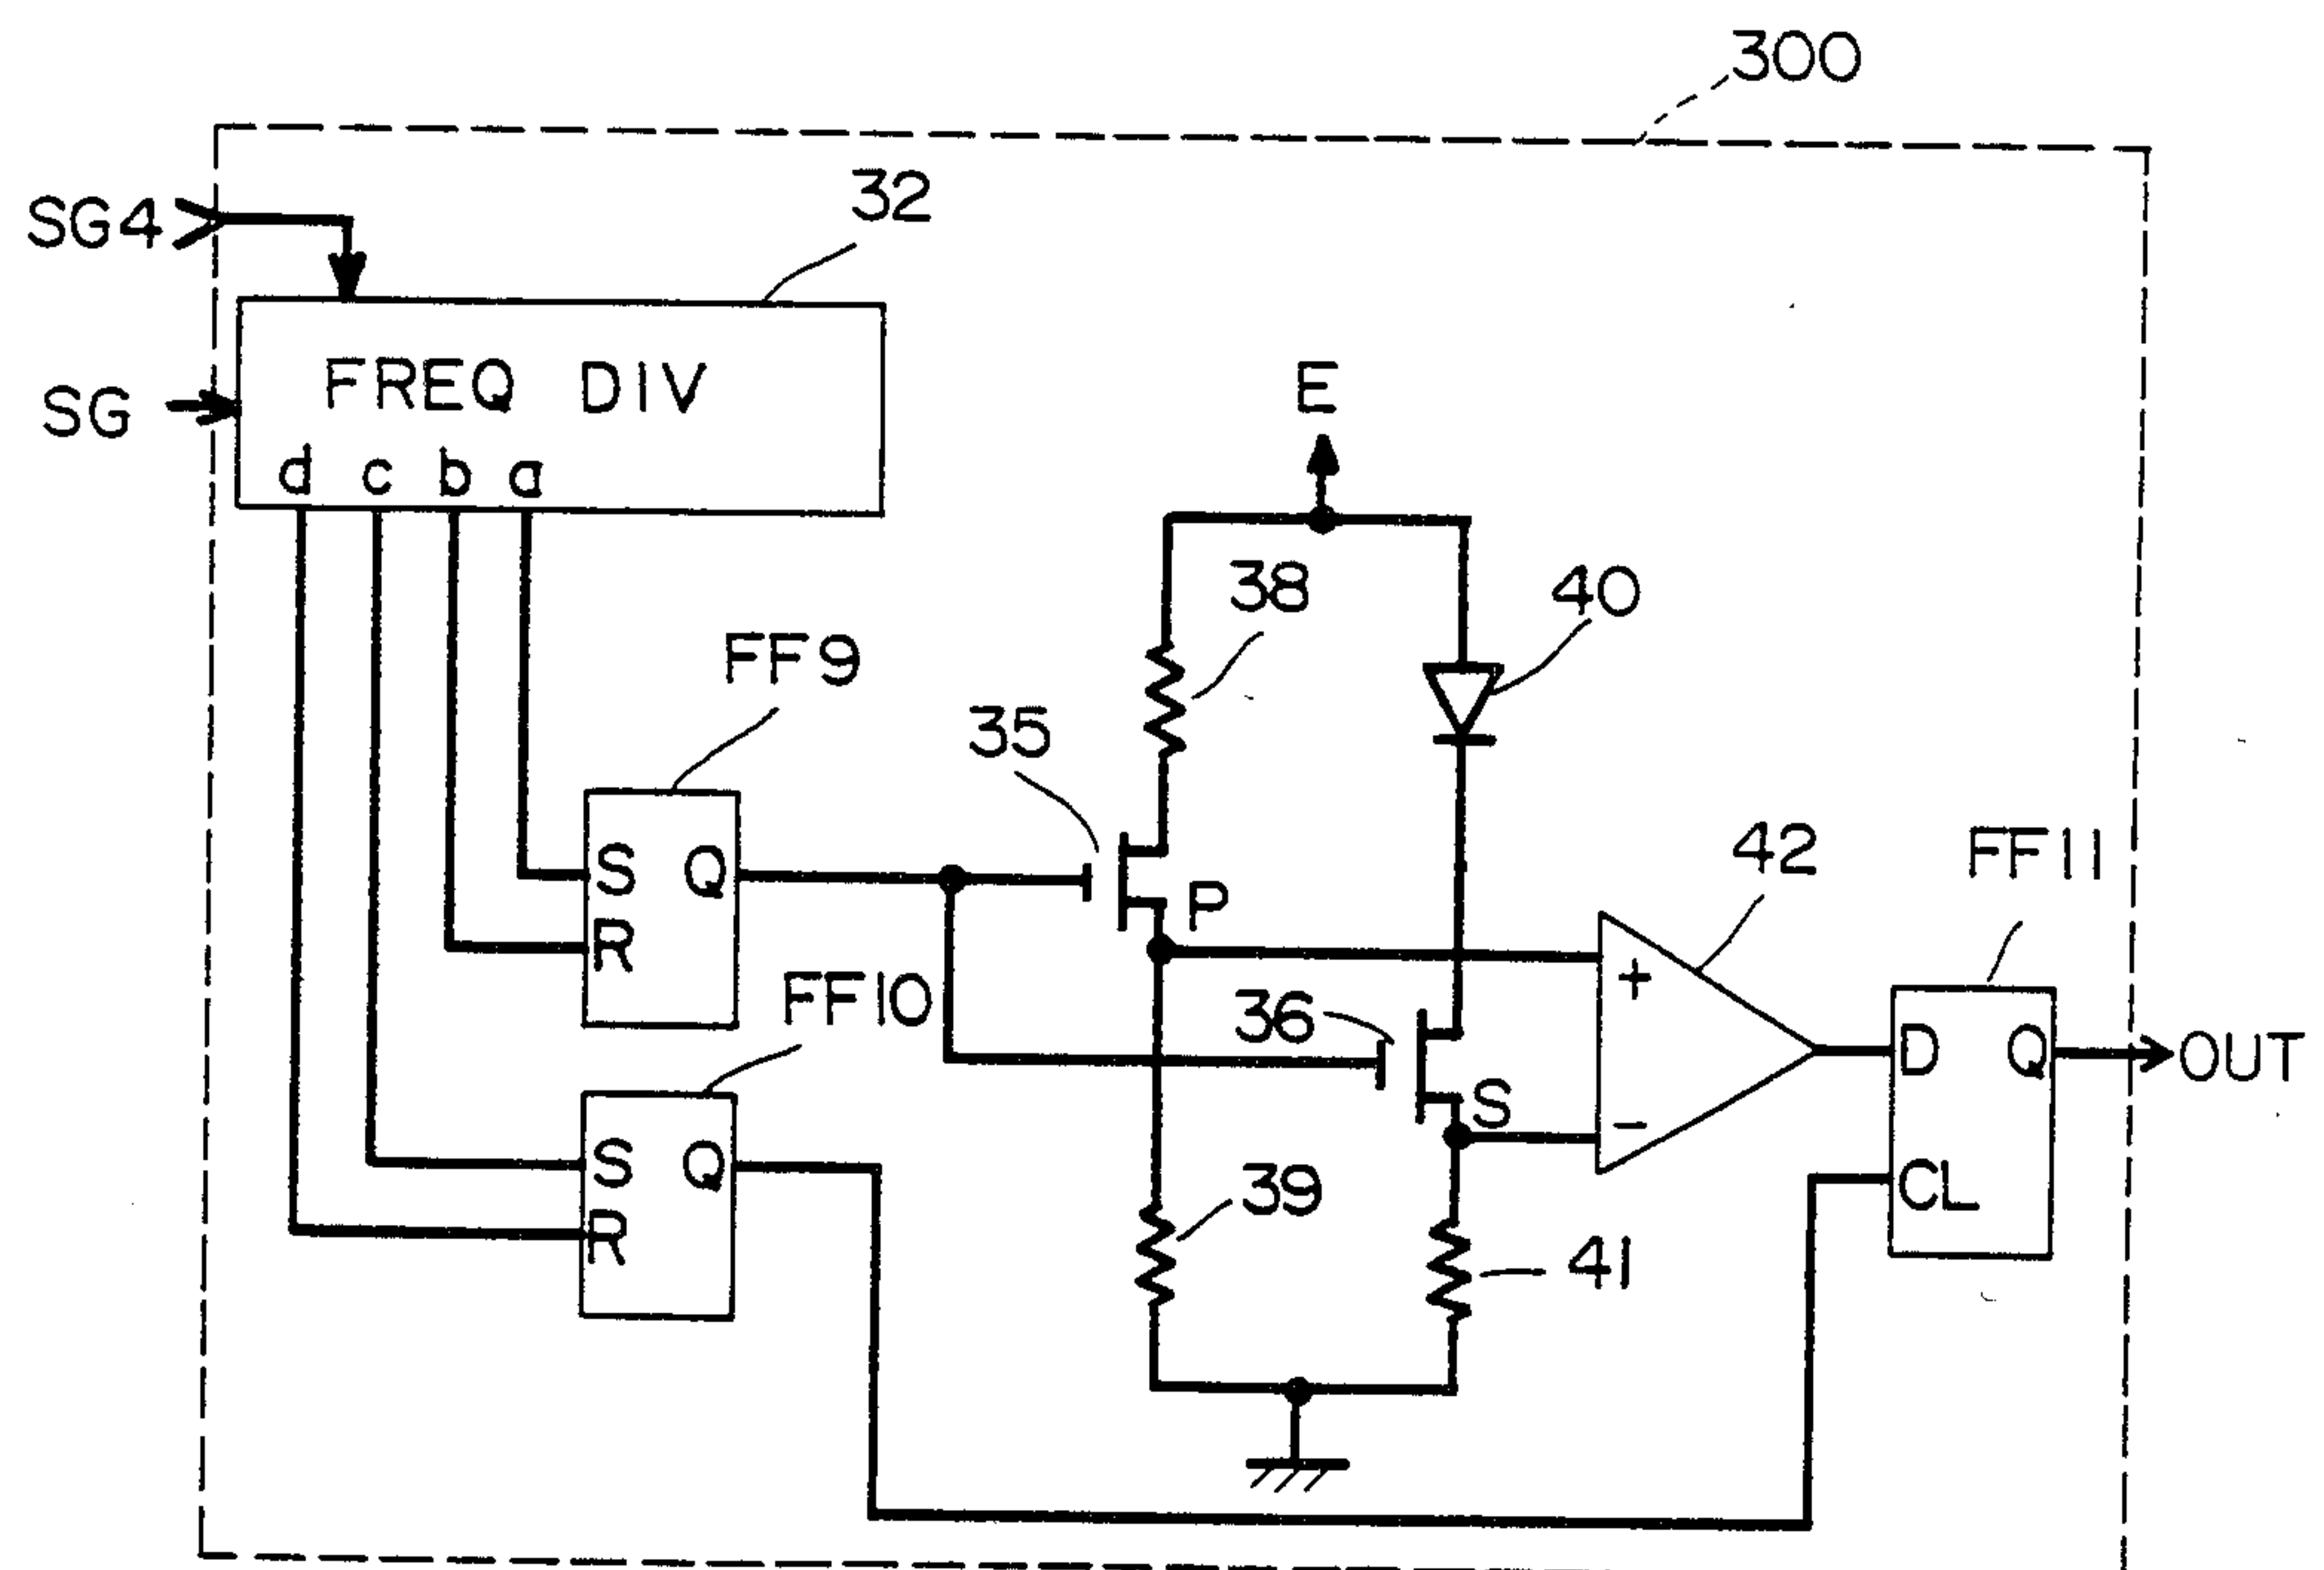 300
SG4
32
FREQ DIV
SG
d c b a
E
38
40
FF9
35
42
FF11
S Q
R
P
+
FF10
36
D Q
OUT
S
−
S Q
R
39
CL
41